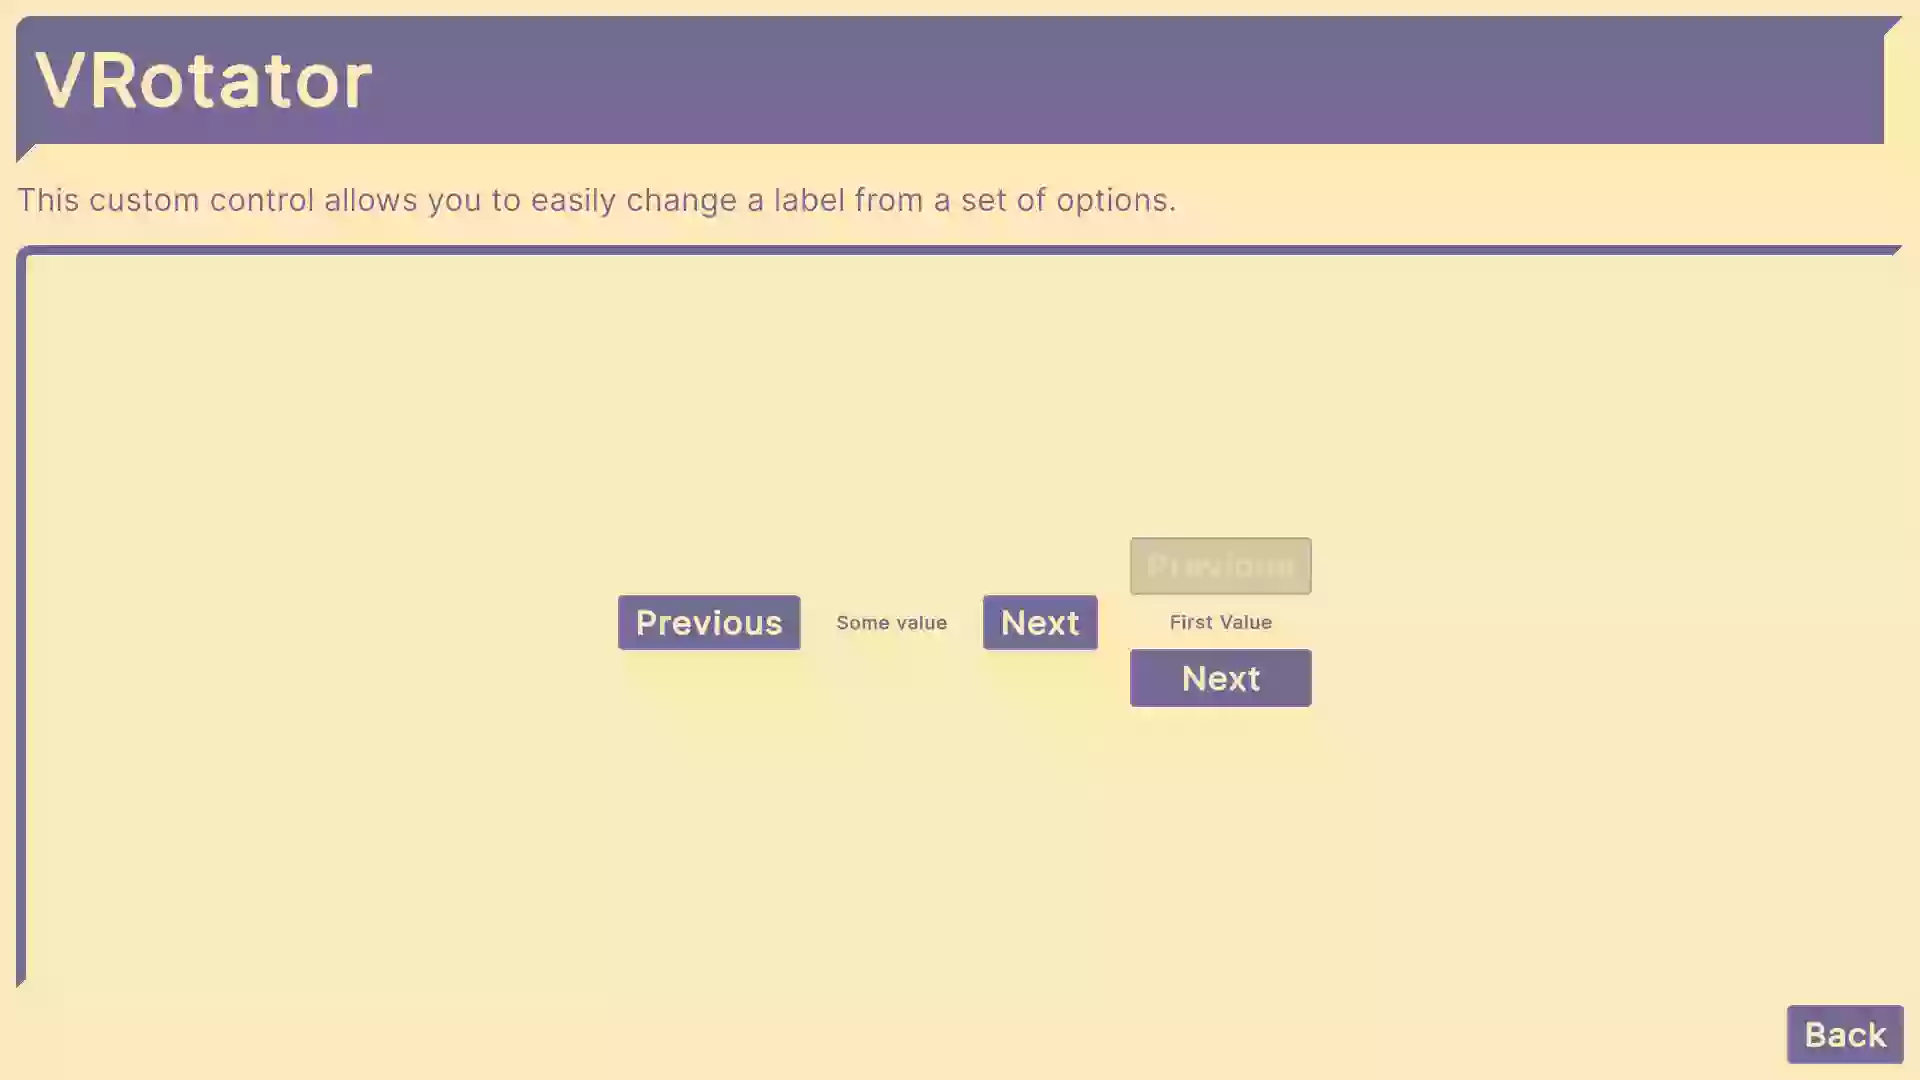 VRotator
This custom control allows you to easily change a label from a set of options.
Previous
Previous
Some value
Next
First Value
Next
Back